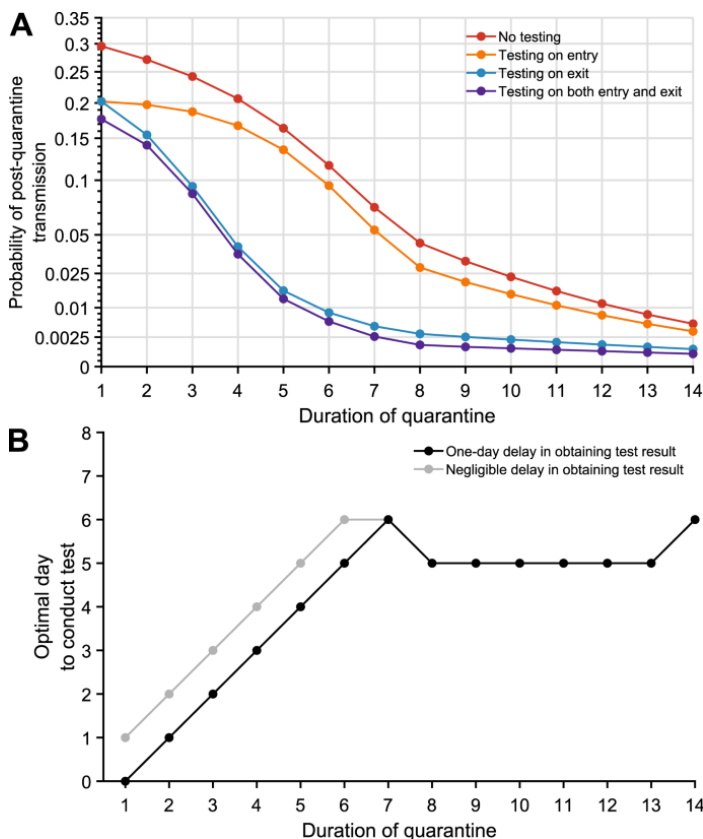 A
No testing
Testing on entry
Testing on exit
Testing on both entry and exit
0.35
0.3
0.25
0.2
0.15
0.1
0.05
0.025
0.01
0.0025
0
Probability of post-quarantine
transmission
1 2 3 4 5 6 7 8 9 10 11 12 13 14
Duration of quarantine
B
One-day delay in obtaining test result
Negligible delay in obtaining test result
8
7
6
5
4
3
2
1
0
Optimal day
to conduct test
1 2 3 4 5 6 7 8 9 10 11 12 13 14
Duration of quarantine